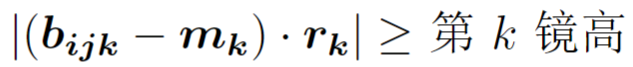 |(b_{ijk} − m_k) · r_k| ≥ 第 k 镜高